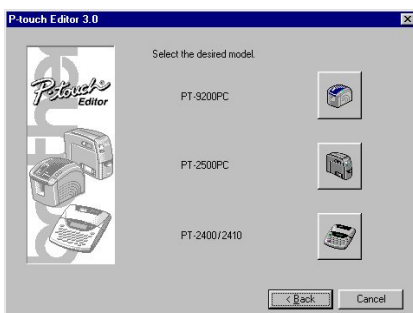 P-touch Editor 3.0
Select the desired model.
P-touch
Editor
PT-9200PC
PT-2500PC
PT-2400/2410
brother
< Back
Cancel